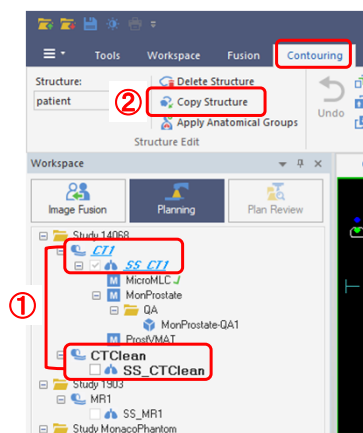 Tools Workspace Fusion Contouring
Structure:
patient
Delete Structure
② Copy Structure
Apply Anatomical Groups
Undo
Structure Edit
Workspace
Image Fusion Planning Plan Review
Study 14068
CT1
SS_CT1
MicroMLC
MonProstate
QA
MonProstate-QA1
ProstVMAT
①
CTClean
SS_CTClean
Study 1903
MR1
SS_MR1
Study MonacoPhantom